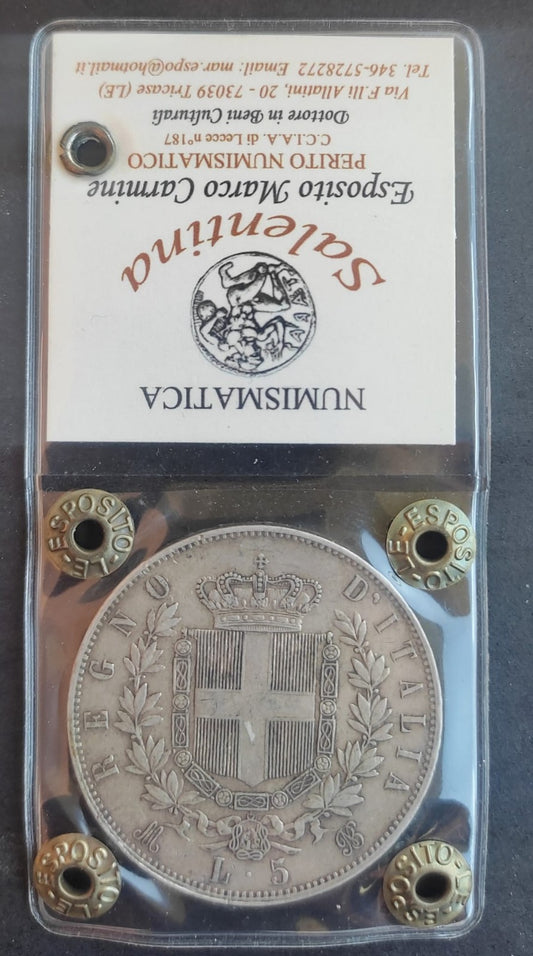 NUMISMATICA
Salentina
Esposito Marco Carmine
PERITO NUMISMATICO
C.C.I.A.A. di Lecce n°187
Dottore in Beni Culturali
Via F.lli Allatini, 20 - 73039 Tricase (LE)
Tel. 346-5728272 Email: mar.espo@hotmail.it
ESPOSITO-LE-
ESPOSITO-LE-
REGNO D'ITALIA
M B
L · 5
ESPOSITO-LE-
ESPOSITO-LE-